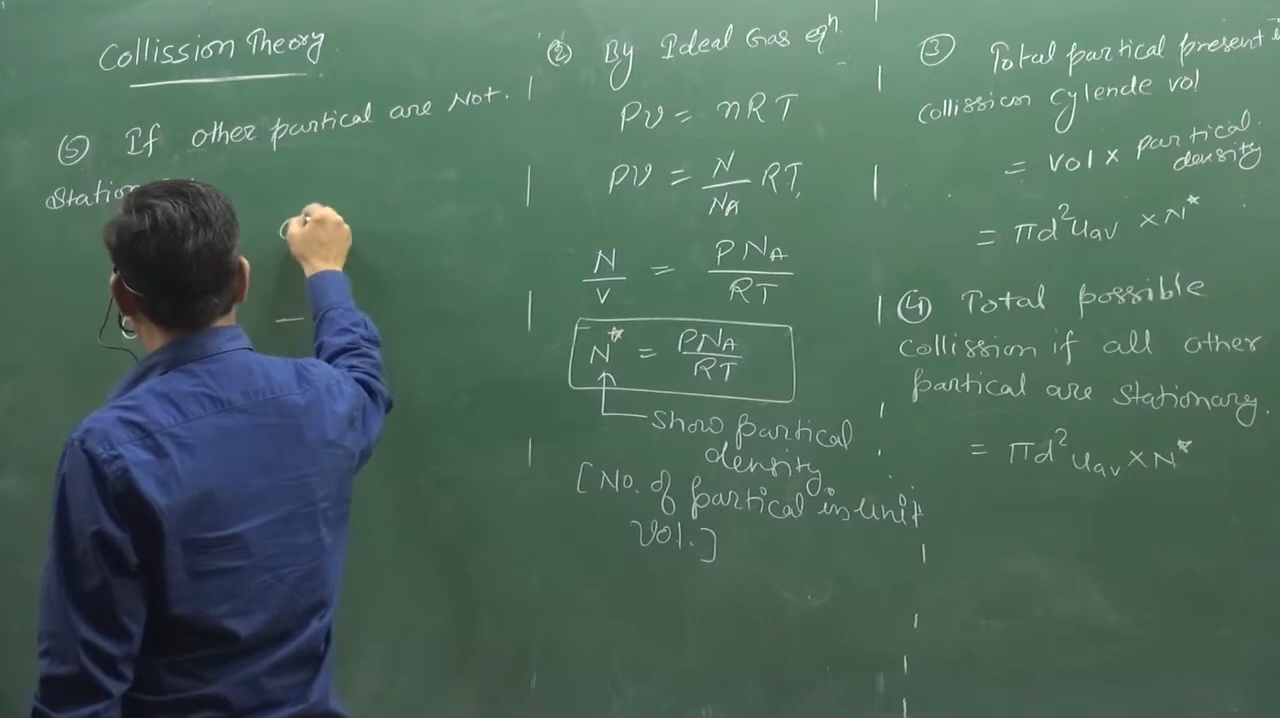 Collission Theory
⑤ If other partical are Not.
② By Ideal Gas eqⁿ.
PV = nRT
PV = N/NA RT
N/V = PNA/RT
N* = PNA/RT
show partical
density
[No. of partical in unit
Vol.]
③ Total partical present
Collission Cylende vol
= Vol × partical
density
= πd²uav × N*
④ Total possible
Collission if all other
partical are stationary.
= πd²uav × N*